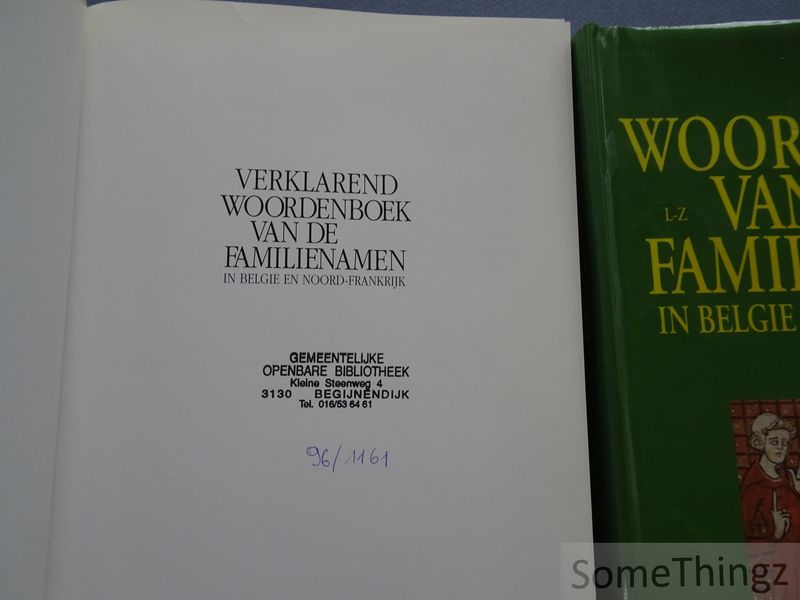 VERKLAREND
WOORDENBOEK
VAN DE
FAMILIENAMEN
IN BELGIE EN NOORD-FRANKRIJK
GEMEENTELIJKE
OPENBARE BIBLIOTHEEK
Kleine Steenweg 4
3130 BEGIJNENDIJK
Tel. 016/53 64 61
96/1161
WOOR
L-Z VAN
FAMI
IN BELGIE
SomeThingz